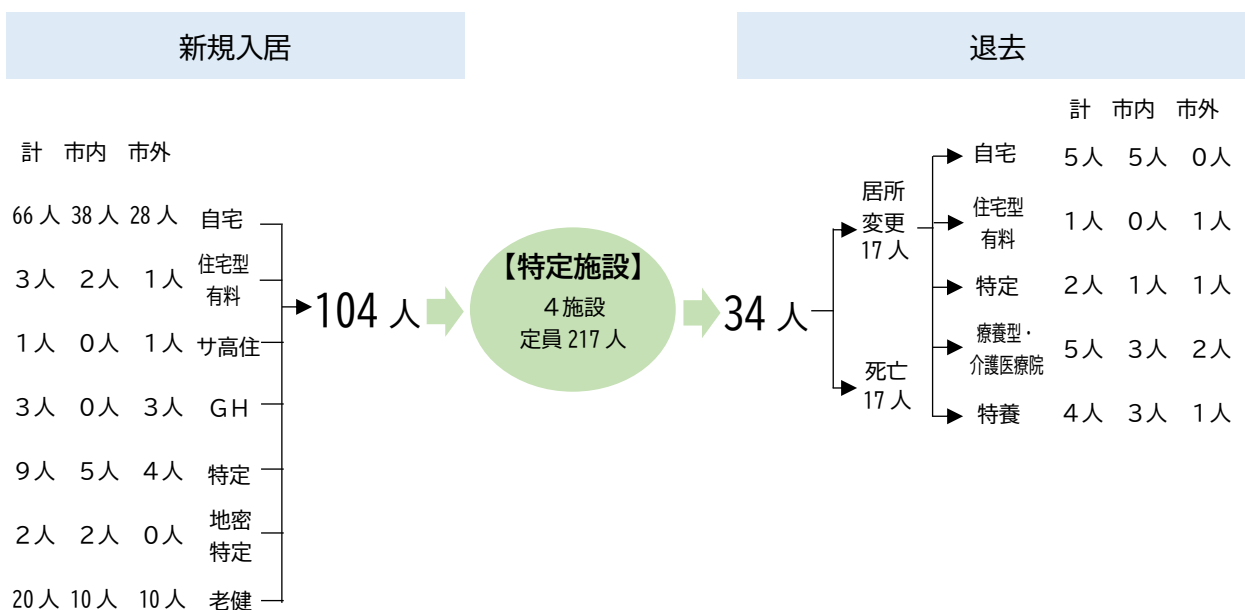 新規入居
計 市内 市外
66人 38人 28人 自宅
3人 2人 1人 住宅型
有料
1人 0人 1人 サ高住
3人 0人 3人 GH
9人 5人 4人 特定
2人 2人 0人 地密
特定
20人 10人 10人 老健
104人
【特定施設】
4施設
定員217人
34人
退去
計 市内 市外
居所
変更
17人
死亡
17人
自宅 5人 5人 0人
住宅型
有料 1人 0人 1人
特定 2人 1人 1人
療養型・
介護医療院 5人 3人 2人
特養 4人 3人 1人